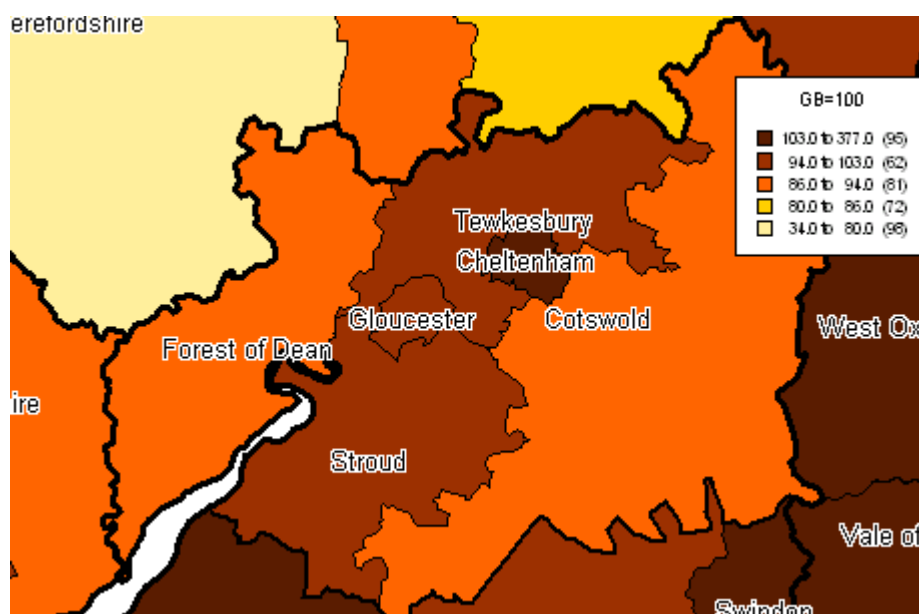 erefordshire
GB=100
103.0 to 377.0 (95)
94.0 to 103.0 (62)
86.0 to 94.0 (81)
80.0 to 86.0 (72)
34.0 to 80.0 (98)
Tewkesbury
Cheltenham
Gloucester
Cotswold
West Ox
Forest of Dean
ire
Stroud
Vale of
Swindon